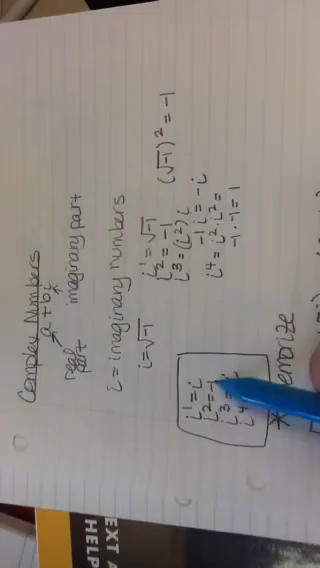 Complex Numbers
a + bi
real part
imaginary part
i = imaginary numbers
i = √-1
i¹ = √-1
i² = -1
(√-1)² = -1
i³ = (i²) i
-1 i = -i
i⁴ = i² · i² =
-1 · -1 = 1
i¹ = i
i² = -1
i³ =
i⁴
EXT A
HELP